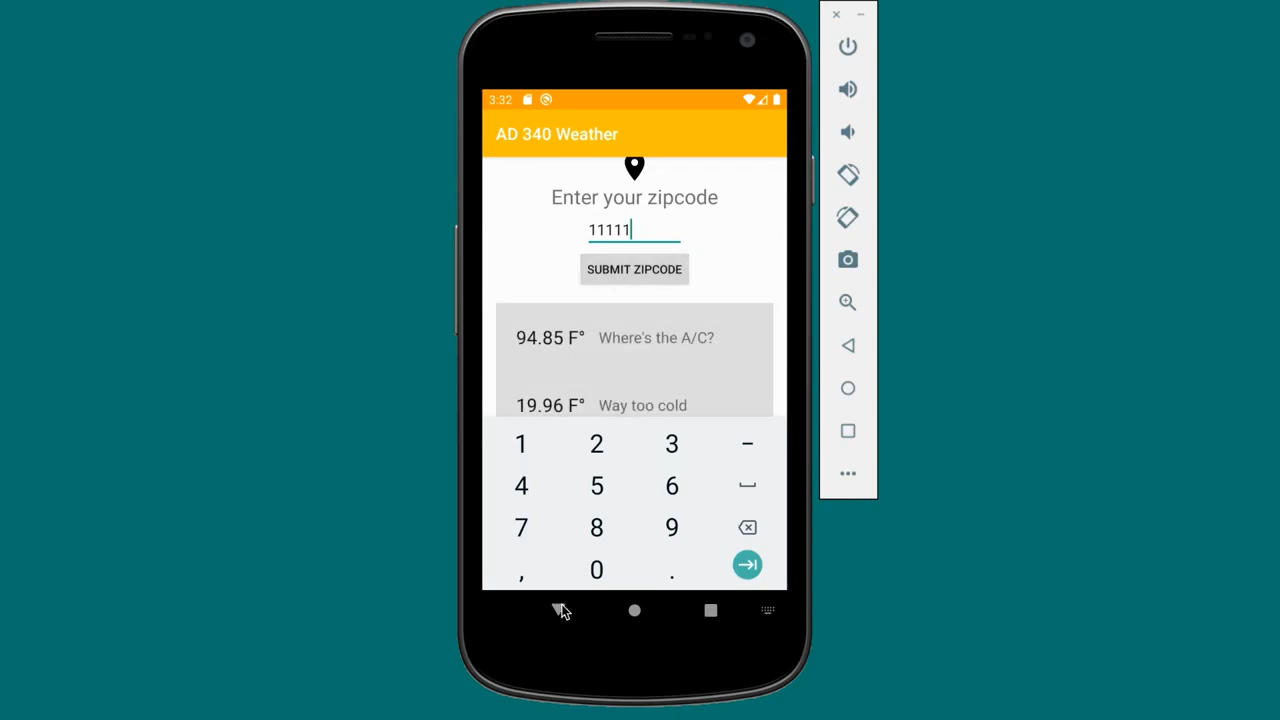 3:32
AD 340 Weather
Enter your zipcode
11111
SUBMIT ZIPCODE
94.85 F° Where's the A/C?
19.96 F° Way too cold
1 2 3 –
4 5 6
7 8 9
, 0 .